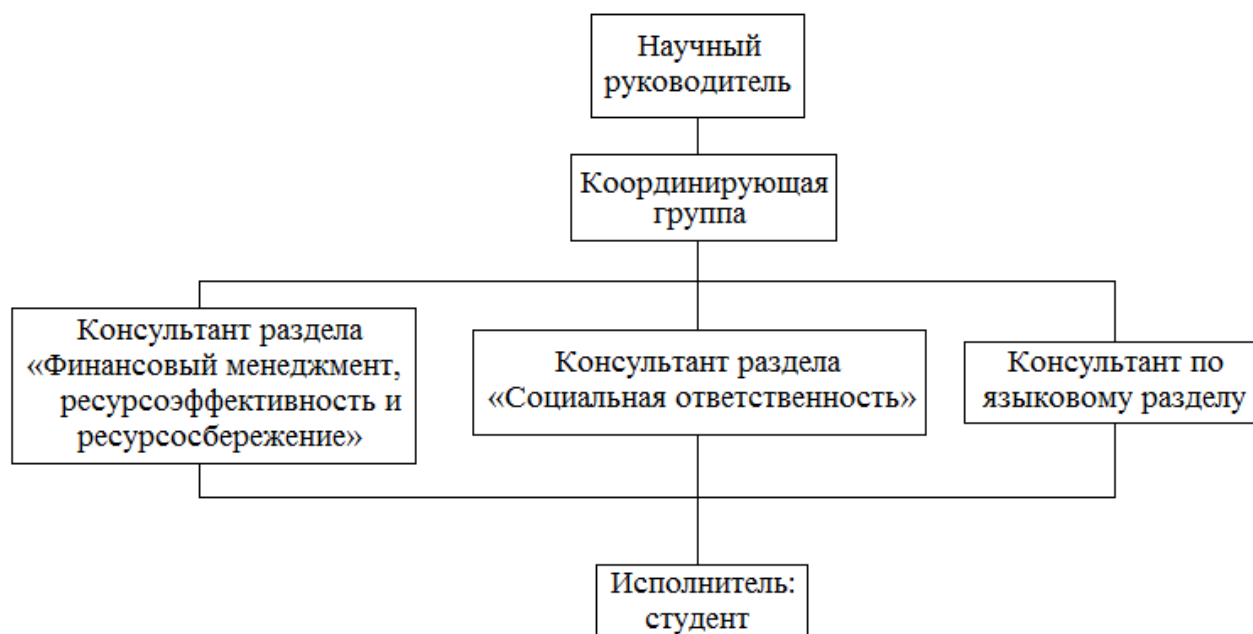 Научный
руководитель
Координирующая
группа
Консультант раздела
«Финансовый менеджмент,
ресурсоэффективность и
ресурсосбережение»
Консультант раздела
«Социальная ответственность»
Консультант по
языковому разделу
Исполнитель:
студент